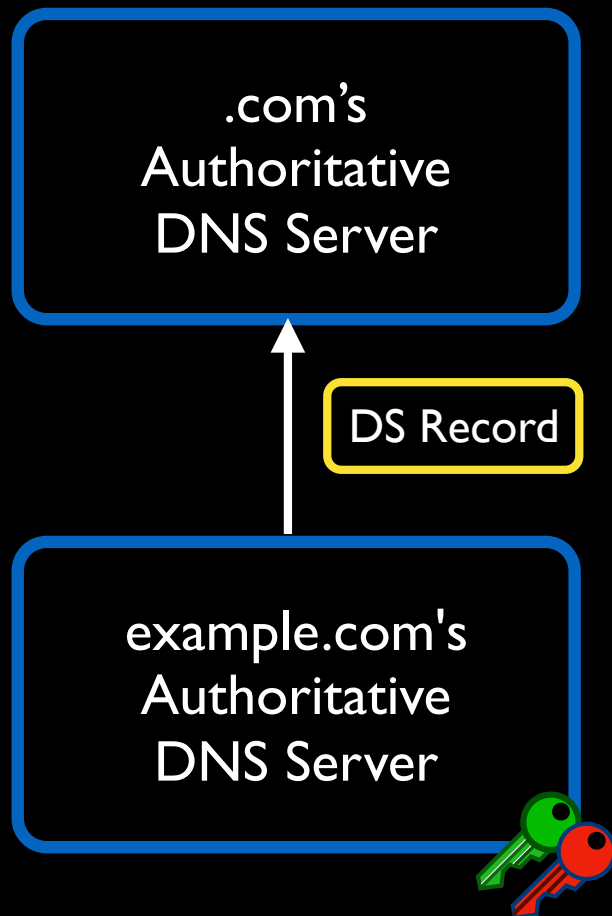 .com’s
Authoritative
DNS Server
DS Record
example.com's
Authoritative
DNS Server